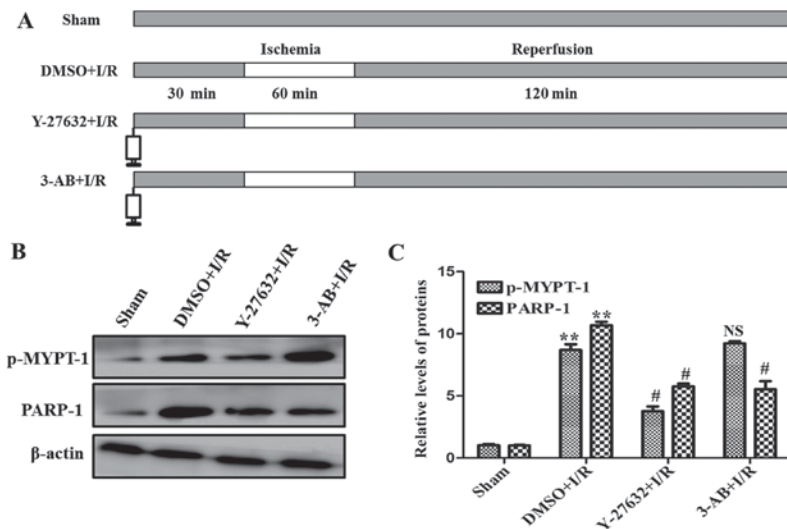 A
Sham
Ischemia Reperfusion
DMSO+I/R
30 min 60 min 120 min
Y-27632+I/R
3-AB+I/R
B
Sham DMSO+I/R Y-27632+I/R 3-AB+I/R
p-MYPT-1
PARP-1
β-actin
C
Relative levels of proteins
15
10
5
0
p-MYPT-1
PARP-1
** **
# #
NS #
Sham DMSO+I/R Y-27632+I/R 3-AB+I/R